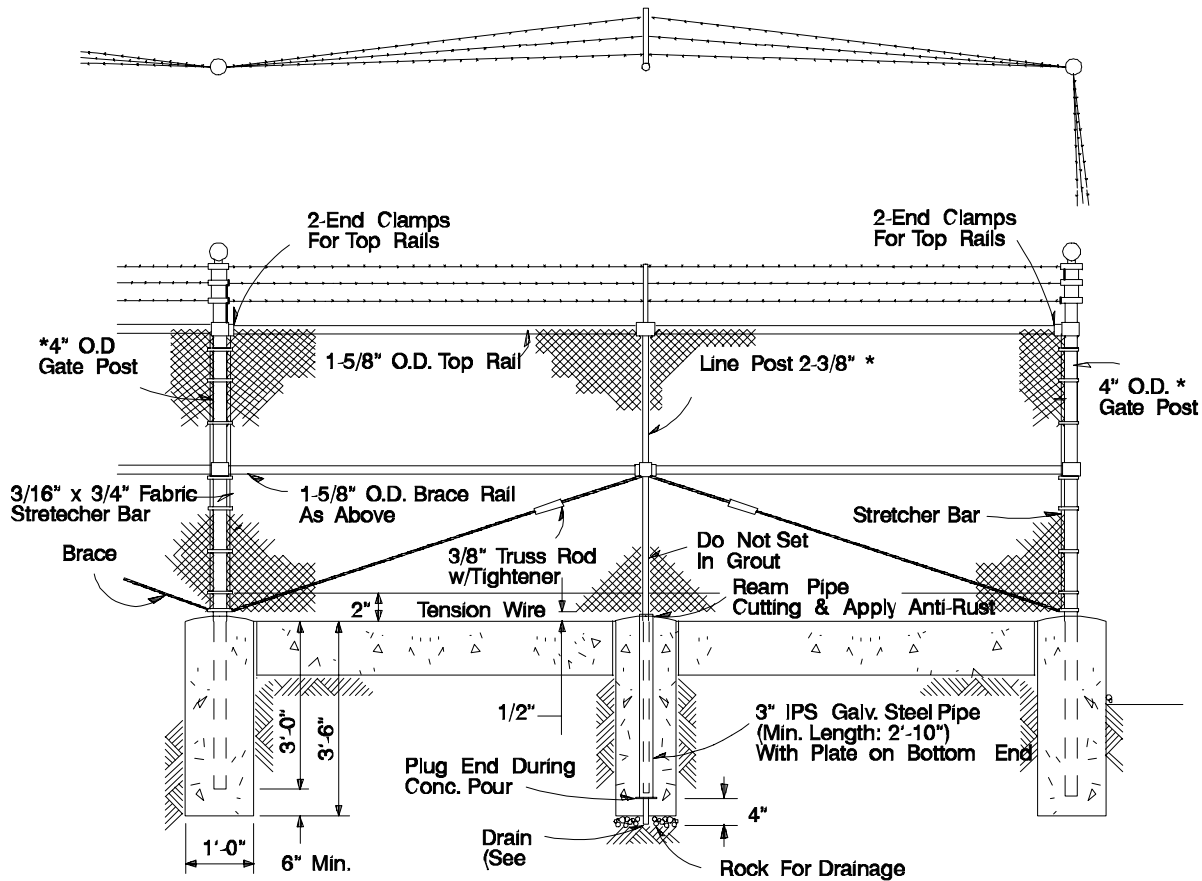 2-End Clamps
For Top Rails
2-End Clamps
For Top Rails
*4" O.D
Gate Post
1-5/8" O.D. Top Rail
Line Post 2-3/8" *
4" O.D. *
Gate Post
3/16" x 3/4" Fabric
Stretecher Bar
1-5/8" O.D. Brace Rail
As Above
Stretcher Bar
Brace
3/8" Truss Rod
w/Tightener
Do Not Set
In Grout
Ream Pipe
Cutting & Apply Anti-Rust
2"
Tension Wire
3'-0"
3'-6"
1/2"
3" IPS Galv. Steel Pipe
(Min. Length: 2'-10")
With Plate on Bottom End
Plug End During
Conc. Pour
4"
1'-0"
6" Min.
Drain
(See
Rock For Drainage